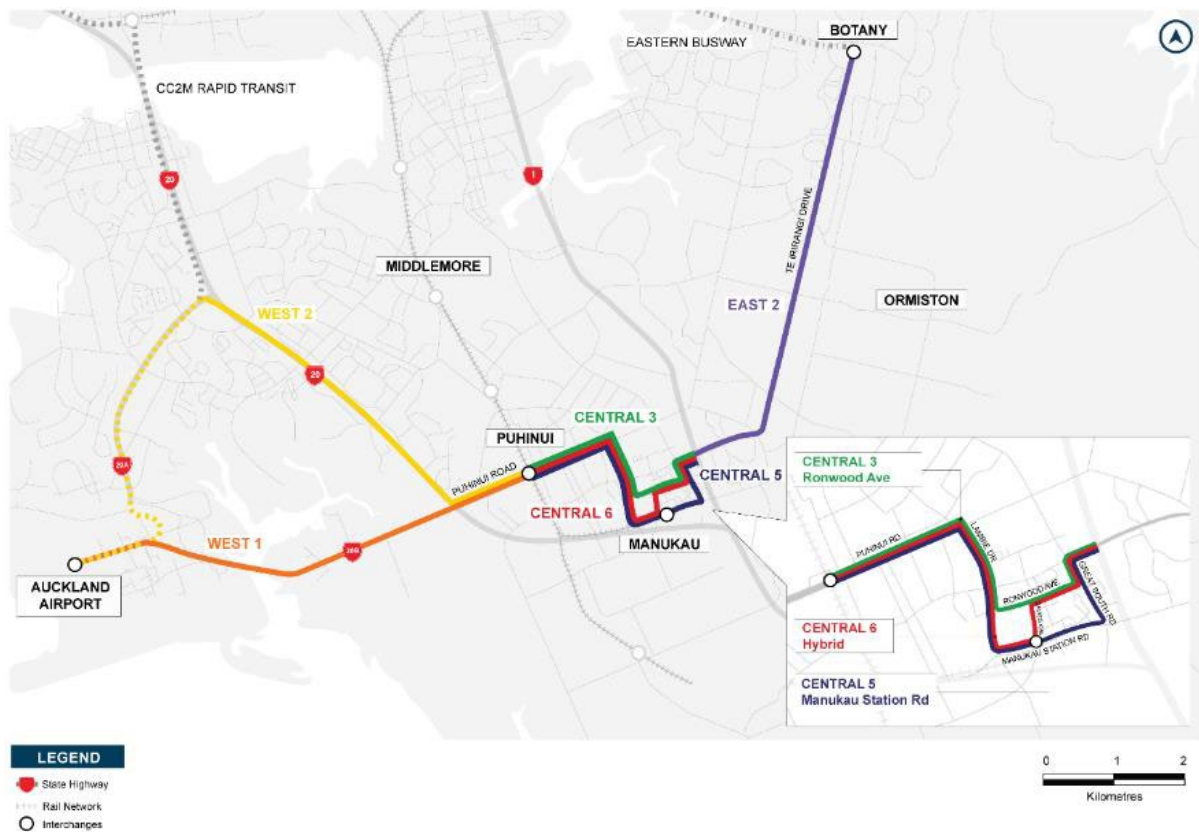 BOTANY
EASTERN BUSWAY
CC2M RAPID TRANSIT
20
1
MIDDLEMORE
TE IRIRANGI DRIVE
ORMISTON
WEST 2
EAST 2
20
CENTRAL 3
PUHINUI
PUHINUI ROAD
20A
CENTRAL 5
CENTRAL 6
MANUKAU
WEST 1
20B
AUCKLAND
AIRPORT
CENTRAL 3
Ronwood Ave
PUHINUI RD
LAMBIE DR
RONWOOD AVE
GREAT SOUTH RD
CENTRAL 6
Hybrid
MANUKAU STATION RD
CENTRAL 5
Manukau Station Rd
LEGEND
State Highway
Rail Network
Interchanges
0 1 2
Kilometres